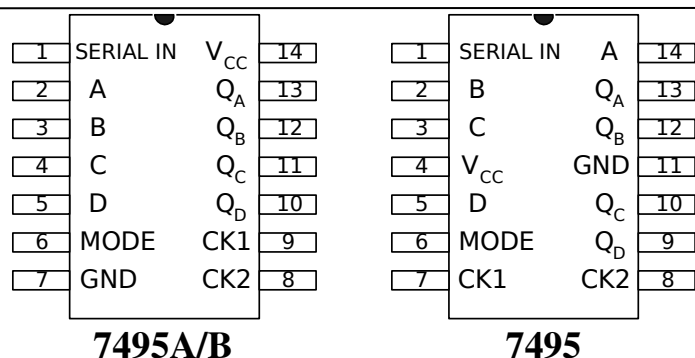 1 SERIAL IN VCC 14
2 A QA 13
3 B QB 12
4 C QC 11
5 D QD 10
6 MODE CK1 9
7 GND CK2 8
7495A/B
1 SERIAL IN A 14
2 B QA 13
3 C QB 12
4 VCC GND 11
5 D QC 10
6 MODE QD 9
7 CK1 CK2 8
7495